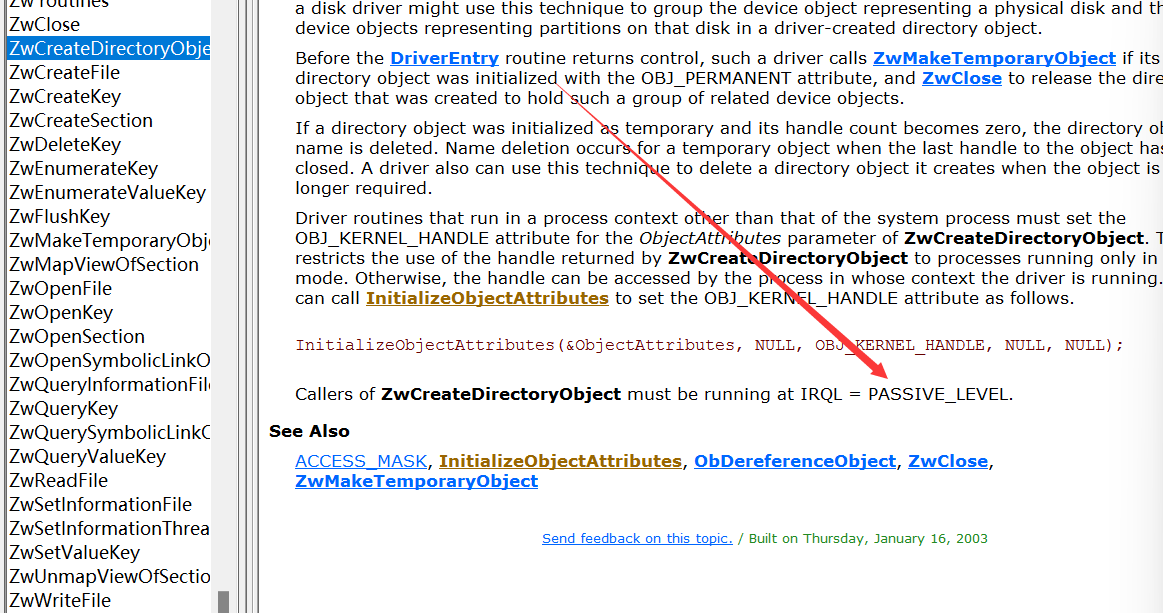 Zw routines
ZwClose
ZwCreateDirectoryObje
ZwCreateFile
ZwCreateKey
ZwCreateSection
ZwDeleteKey
ZwEnumerateKey
ZwEnumerateValueKey
ZwFlushKey
ZwMakeTemporaryObj
ZwMapViewOfSection
ZwOpenFile
ZwOpenKey
ZwOpenSection
ZwOpenSymbolicLinkO
ZwQueryInformationFil
ZwQueryKey
ZwQuerySymbolicLinkO
ZwQueryValueKey
ZwReadFile
ZwSetInformationFile
ZwSetInformationThrea
ZwSetValueKey
ZwUnmapViewOfSectio
ZwWriteFile
a disk driver might use this technique to group the device object representing a physical disk and th
device objects representing partitions on that disk in a driver-created directory object.
Before the DriverEntry routine returns control, such a driver calls ZwMakeTemporaryObject if its
directory object was initialized with the OBJ_PERMANENT attribute, and ZwClose to release the dire
object that was created to hold such a group of related device objects.
If a directory object was initialized as temporary and its handle count becomes zero, the directory ob
name is deleted. Name deletion occurs for a temporary object when the last handle to the object has
closed. A driver also can use this technique to delete a directory object it creates when the object is
longer required.
Driver routines that run in a process context other than that of the system process must set the
OBJ_KERNEL_HANDLE attribute for the ObjectAttributes parameter of ZwCreateDirectoryObject. T
restricts the use of the handle returned by ZwCreateDirectoryObject to processes running only in
mode. Otherwise, the handle can be accessed by the process in whose context the driver is running.
can call InitializeObjectAttributes to set the OBJ_KERNEL_HANDLE attribute as follows.
InitializeObjectAttributes(&ObjectAttributes, NULL, OBJ_KERNEL_HANDLE, NULL, NULL);
Callers of ZwCreateDirectoryObject must be running at IRQL = PASSIVE_LEVEL.
See Also
ACCESS_MASK, InitializeObjectAttributes, ObDereferenceObject, ZwClose,
ZwMakeTemporaryObject
Send feedback on this topic. / Built on Thursday, January 16, 2003